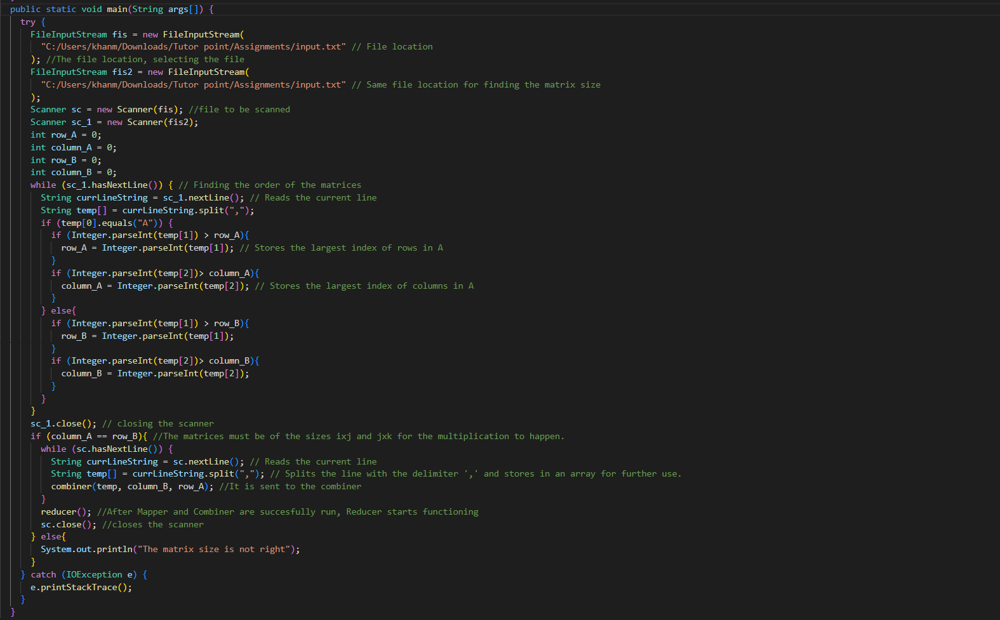 public static void main(String args[]) {
try {
FileInputStream fis = new FileInputStream(
"C:/Users/khanm/Downloads/Tutor point/Assignments/input.txt" // File location
); //The file location, selecting the file
FileInputStream fis2 = new FileInputStream(
"C:/Users/khanm/Downloads/Tutor point/Assignments/input.txt" // Same file location for finding the matrix size
);
Scanner sc = new Scanner(fis); //file to be scanned
Scanner sc_1 = new Scanner(fis2);
int row_A = 0;
int column_A = 0;
int row_B = 0;
int column_B = 0;
while (sc_1.hasNextLine()) { // Finding the order of the matrices
String currLineString = sc_1.nextLine(); // Reads the current line
String temp[] = currLineString.split(",");
if (temp[0].equals("A")) {
if (Integer.parseInt(temp[1]) > row_A){
row_A = Integer.parseInt(temp[1]); // Stores the largest index of rows in A
}
if (Integer.parseInt(temp[2])> column_A){
column_A = Integer.parseInt(temp[2]); // Stores the largest index of columns in A
}
} else{
if (Integer.parseInt(temp[1]) > row_B){
row_B = Integer.parseInt(temp[1]);
}
if (Integer.parseInt(temp[2])> column_B){
column_B = Integer.parseInt(temp[2]);
}
}
}
sc_1.close(); // closing the scanner
if (column_A == row_B){ //The matrices must be of the sizes ixj and jxk for the multiplication to happen.
while (sc.hasNextLine()) {
String currLineString = sc.nextLine(); // Reads the current line
String temp[] = currLineString.split(","); // Splits the line with the delimiter ',' and stores in an array for further use.
combiner(temp, column_B, row_A); //It is sent to the combiner
}
reducer(); //After Mapper and Combiner are succesfully run, Reducer starts functioning
sc.close(); //closes the scanner
} else{
System.out.println("The matrix size is not right");
}
} catch (IOException e) {
e.printStackTrace();
}
}